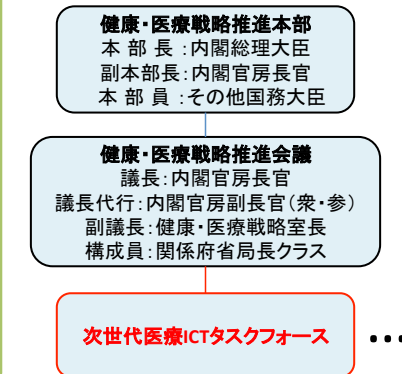 健康・医療戦略推進本部
本 部 長 ：内閣総理大臣
副本部長：内閣官房長官
本 部 員 ：その他国務大臣
健康・医療戦略推進会議
議長：内閣官房長官
議長代行：内閣官房副長官（衆・参）
副議長：健康・医療戦略室長
構成員：関係府省局長クラス
次世代医療ICTタスクフォース …